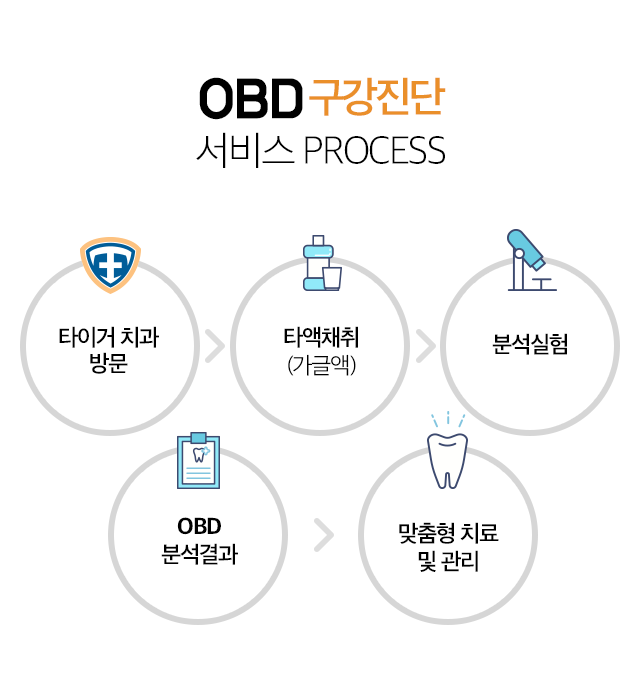 OBD 구강진단
서비스 PROCESS
타이거 치과
방문
타액채취
(가글액)
분석실험
OBD
분석결과
맞춤형 치료
및 관리